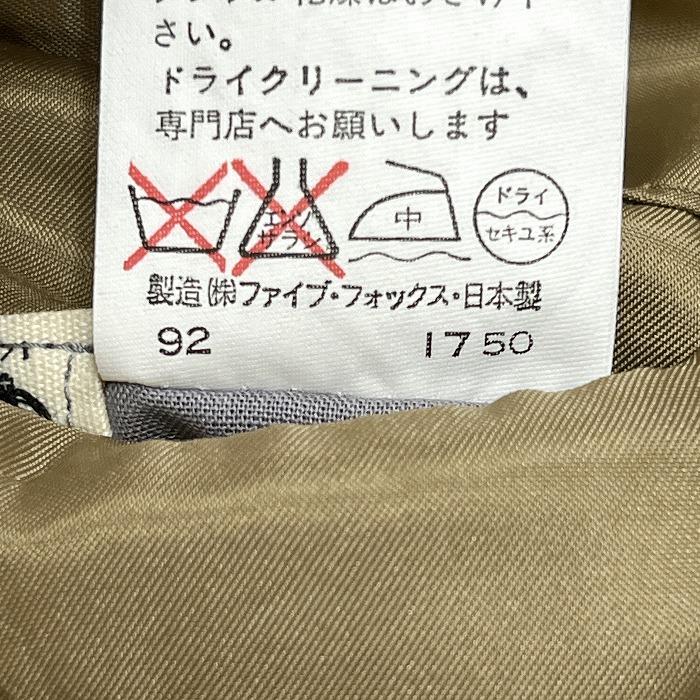 さい。
ドライクリーニングは、
専門店へお願いします
エンソ
サラシ
中
ドライ
セキユ系
製造(株)ファイブ・フォックス・日本製
92 1750